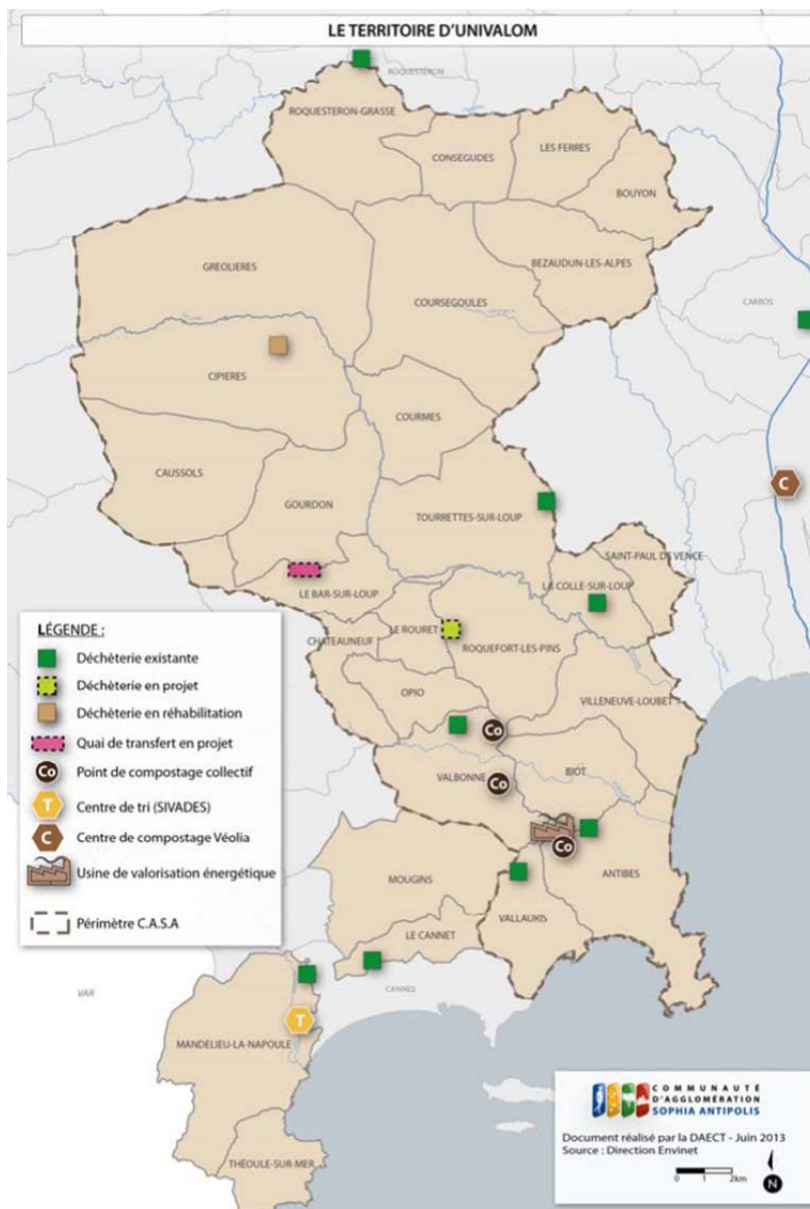 LE TERRITOIRE D'UNIVALOM
ROQUESTERON
ROQUESTERON-GRASSE
CONSEGUDES
LES FERRES
BOUYON
GREOLIERES
BEZAUDUN-LES-ALPES
COURSEGOULES
CARROS
CIPIERES
COURMES
CAUSSOLS
GOURDON
C
TOURRETTES-SUR-LOUP
SAINT-PAUL DE VENCE
LA COLLE-SUR-LOUP
LE BAR-SUR-LOUP
LE ROURET
CHATEAUNEUF
ROQUEFORT-LES-PINS
OPIO
VILLENEUVE-LOUBET
Co
VALBONNE
Co
BIOT
Co
MOUGINS
ANTIBES
VALLAURIS
LE CANNET
CANNES
VAR
T
MANDELIEU-LA-NAPOULE
THÉOULE-SUR-MER
LÉGENDE :
Déchèterie existante
Déchèterie en projet
Déchèterie en réhabilitation
Quai de transfert en projet
Co Point de compostage collectif
T Centre de tri (SIVADES)
C Centre de compostage Véolia
Usine de valorisation énergétique
Périmètre C.A.S.A
COMMUNAUTÉ
D'AGGLOMÉRATION
SOPHIA ANTIPOLIS
Document réalisé par la DAECT - Juin 2013
Source : Direction Envinet
0 1 2km
N